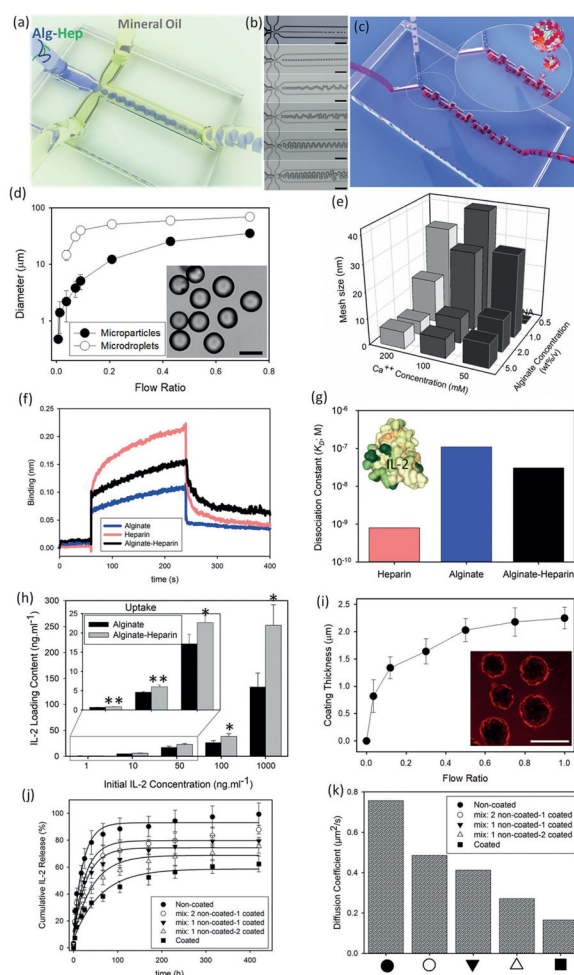 (a)
Alg-Hep
Mineral Oil
(b)
(c)
(d)
Diameter (µm)
100
10
1
0.0 0.2 0.4 0.6 0.8
Flow Ratio
Microparticles
Microdroplets
(e)
Mesh size (nm)
40
30
20
10
0
NA
200
100
50
Ca++ Concentration (mM)
0.5
1.0
2.0
5.0
Alginate Concentration
(wt%/v)
(f)
Binding (nm)
0.20
0.15
0.10
0.05
0.00
0 100 200 300 400
time (s)
Alginate
Heparin
Alginate-Heparin
(g)
Dissociation Constant (KD; M)
10-6
10-7
10-8
10-9
10-10
IL-2
Heparin Alginate Alginate-Heparin
(h)
IL-2 Loading Content (ng.ml-1)
300
250
200
150
100
50
0
Uptake
Alginate
Alginate-Heparin
25
20
15
10
5
0
**
**
*
*
*
1 10 50 100 1000
Initial IL-2 Concentration (ng.ml-1)
(i)
Coating Thickness (µm)
4
3
2
1
0
0.0 0.2 0.4 0.6 0.8 1.0
Flow Ratio
(j)
Cumulative IL-2 Release (%)
120
100
80
60
40
20
0
0 100 200 300 400
time (h)
Non-coated
mix: 2 non-coated-1 coated
mix: 1 non-coated-1 coated
mix: 1 non-coated-2 coated
Coated
(k)
Diffusion Coefficient (µm2/s)
0.8
0.6
0.4
0.2
0.0
Non-coated
mix: 2 non-coated-1 coated
mix: 1 non-coated-1 coated
mix: 1 non-coated-2 coated
Coated